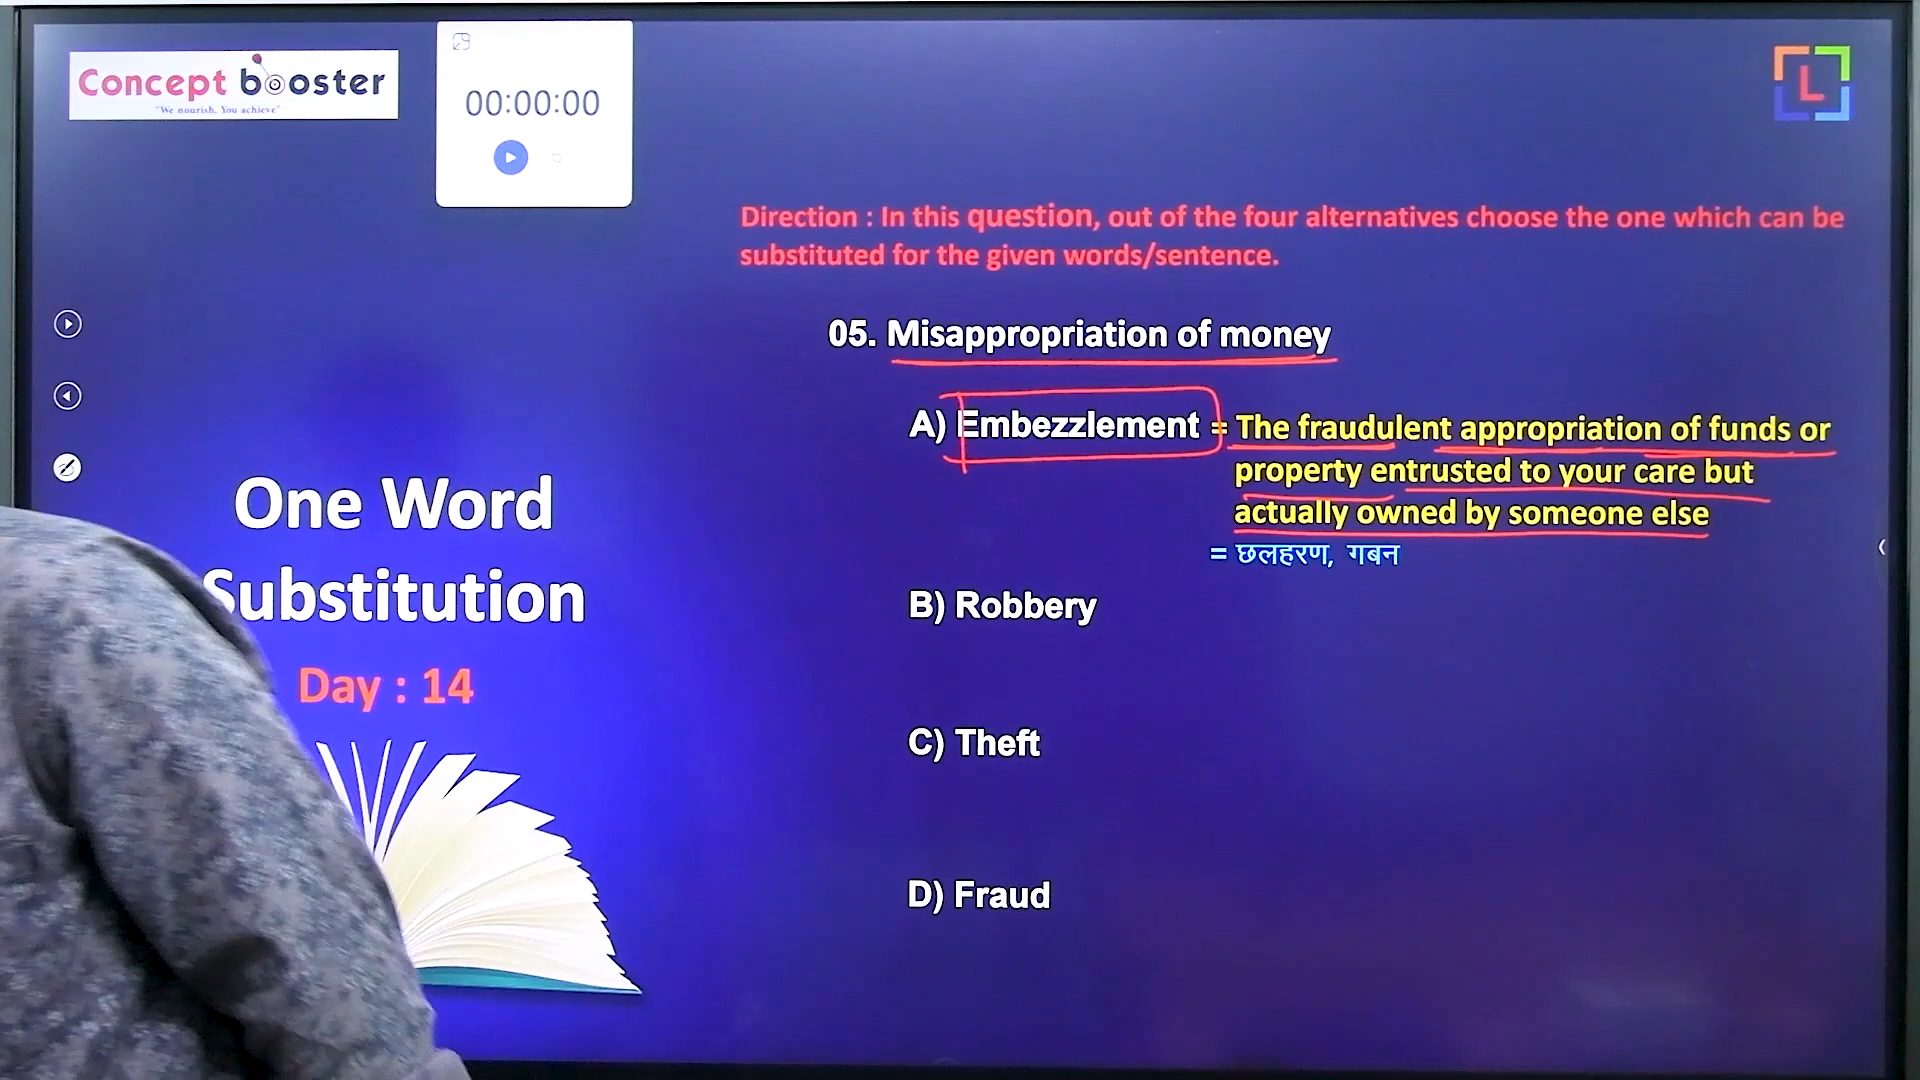 Concept booster
"We nourish, You achieve"
00:00:00
L
Direction : In this question, out of the four alternatives choose the one which can be
substituted for the given words/sentence.
05. Misappropriation of money
A) Embezzlement = The fraudulent appropriation of funds or
property entrusted to your care but
actually owned by someone else
= छलहरण, गबन
B) Robbery
C) Theft
D) Fraud
One Word
Substitution
Day : 14